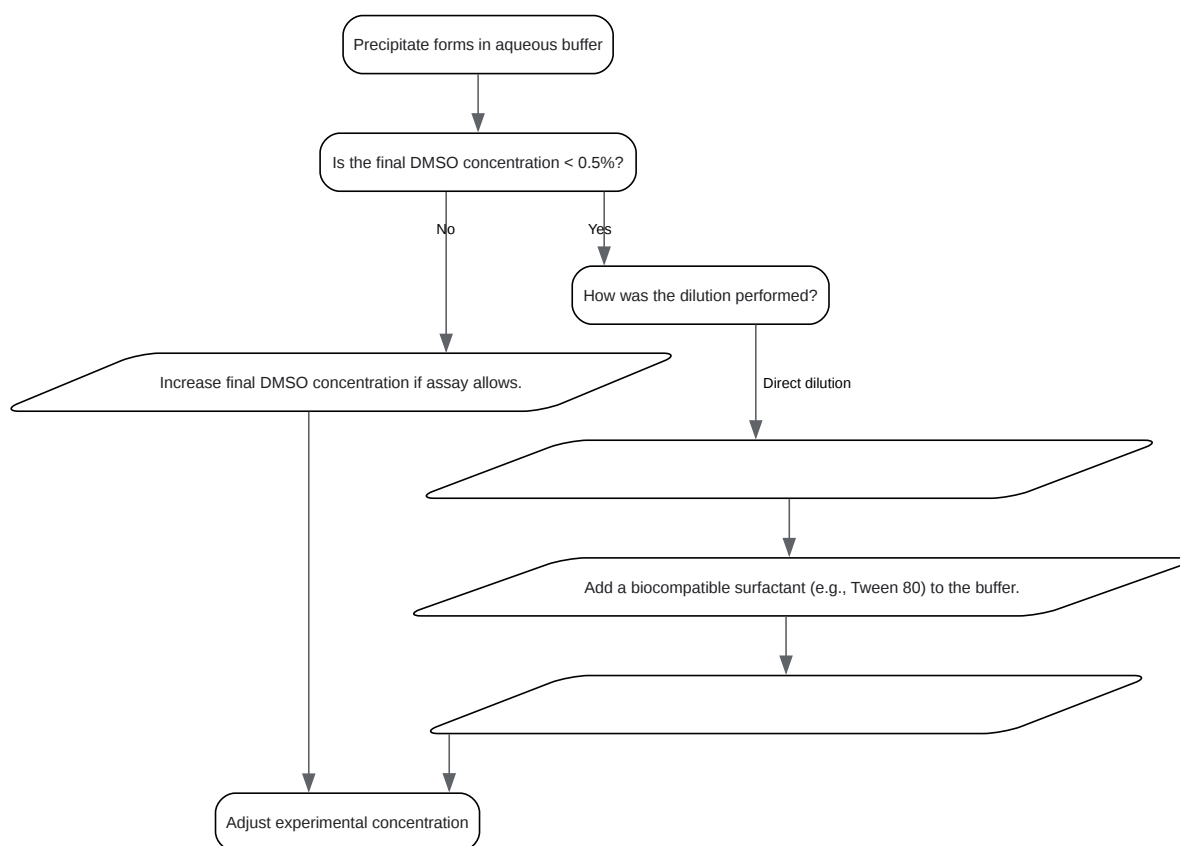 Precipitate forms in aqueous buffer
Is the final DMSO concentration < 0.5%?
No
Yes
How was the dilution performed?
Increase final DMSO concentration if assay allows.
Direct dilution
Add a biocompatible surfactant (e.g., Tween 80) to the buffer.
Adjust experimental concentration